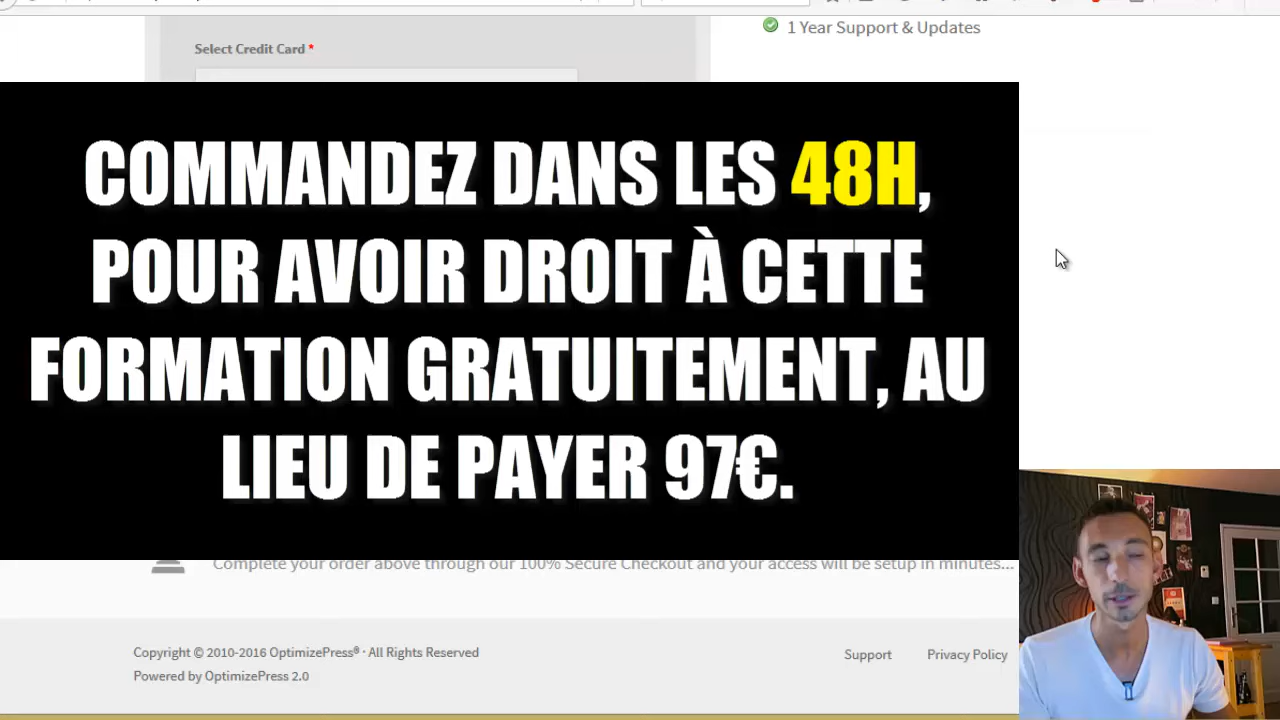 1 Year Support & Updates
Select Credit Card *
COMMANDEZ DANS LES 48H,
POUR AVOIR DROIT À CETTE
FORMATION GRATUITEMENT, AU
LIEU DE PAYER 97€.
Complete your order above through our 100% Secure Checkout and your access will be setup in minutes...
Copyright © 2010-2016 OptimizePress® · All Rights Reserved
Support Privacy Policy
Powered by OptimizePress 2.0